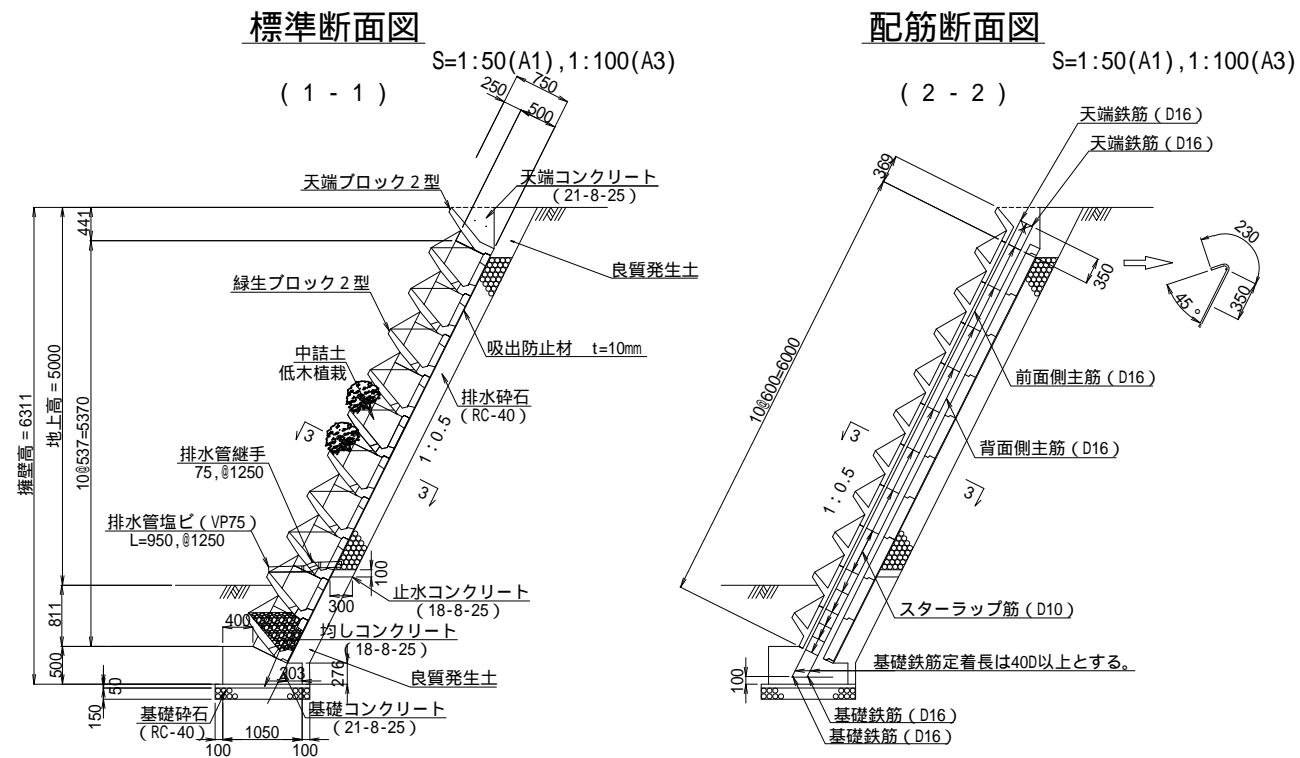 標準断面図
S=1:50(A1),1:100(A3)
( 1 - 1 )
750
250
500
天端ブロック２型
天端コンクリート
(21-8-25)
441
良質発生土
緑生ブロック２型
吸出防止材　t=10mm
中詰土
低木植栽
排水砕石
(RC-40)
擁壁高=6311
地上高=5000
10@537=5370
3
1:0.5
3
排水管継手
75,@1250
排水管塩ビ(VP75)
L=950,@1250
100
300
止水コンクリート
(18-8-25)
811
400
均しコンクリート
(18-8-25)
500
203
276
良質発生土
50
150
基礎砕石
(RC-40)
基礎コンクリート
(21-8-25)
1050
100
100
配筋断面図
S=1:50(A1),1:100(A3)
( 2 - 2 )
天端鉄筋(D16)
天端鉄筋(D16)
369
230
350
350
45°
10@600=6000
前面側主筋(D16)
背面側主筋(D16)
3
1:0.5
3
スターラップ筋(D10)
基礎鉄筋定着長は40D以上とする。
100
基礎鉄筋(D16)
基礎鉄筋(D16)